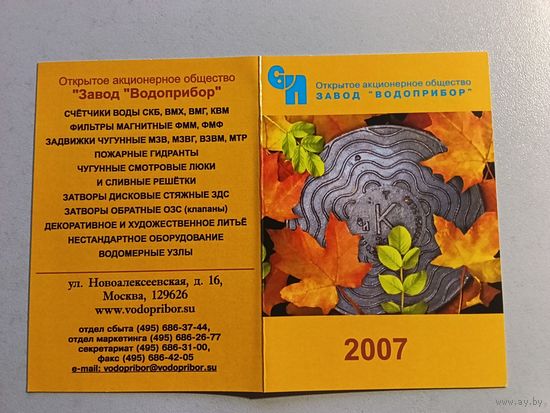 Открытое акционерное общество
"Завод "Водоприбор"
СЧЁТЧИКИ ВОДЫ СКБ, ВМХ, ВМГ, КВМ
ФИЛЬТРЫ МАГНИТНЫЕ ФММ, ФМФ
ЗАДВИЖКИ ЧУГУННЫЕ МЗВ, МЗВГ, ВЗВМ, МТР
ПОЖАРНЫЕ ГИДРАНТЫ
ЧУГУННЫЕ СМОТРОВЫЕ ЛЮКИ
И СЛИВНЫЕ РЕШЁТКИ
ЗАТВОРЫ ДИСКОВЫЕ СТЯЖНЫЕ ЗДС
ЗАТВОРЫ ОБРАТНЫЕ ОЗС (клапаны)
ДЕКОРАТИВНОЕ И ХУДОЖЕСТВЕННОЕ ЛИТЬЁ
НЕСТАНДАРТНОЕ ОБОРУДОВАНИЕ
ВОДОМЕРНЫЕ УЗЛЫ
ул. Новоалексеевская, д. 16,
Москва, 129626
www.vodopribor.su
отдел сбыта (495) 686-37-44,
отдел маркетинга (495) 686-26-77
секретариат (495) 686-31-00,
факс (495) 686-42-05
e-mail: vodopribor@vodopribor.su
Открытое акционерное общество
ЗАВОД "ВОДОПРИБОР"
К
2007
www.ay.by